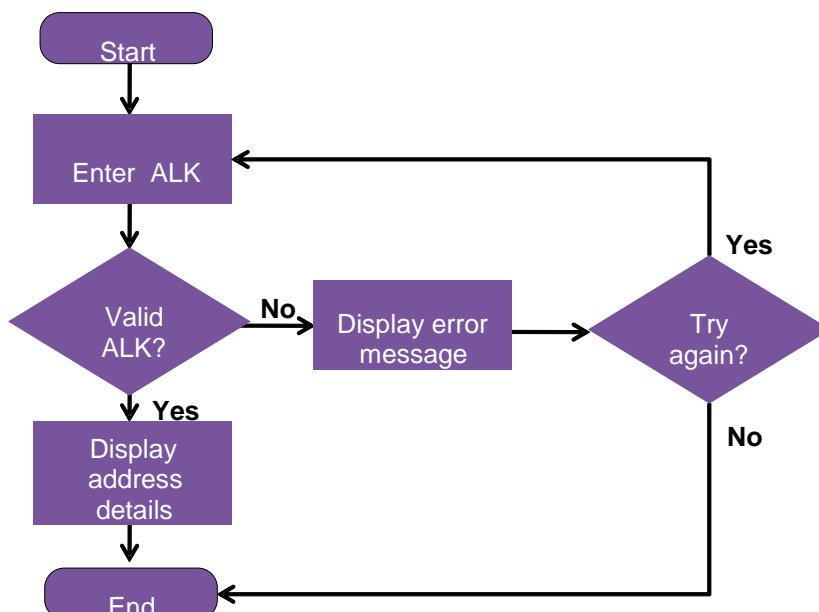 Start
Enter ALK
Valid
ALK?
No
Display error
message
Try
again?
Yes
No
Yes
Display
address
details
End